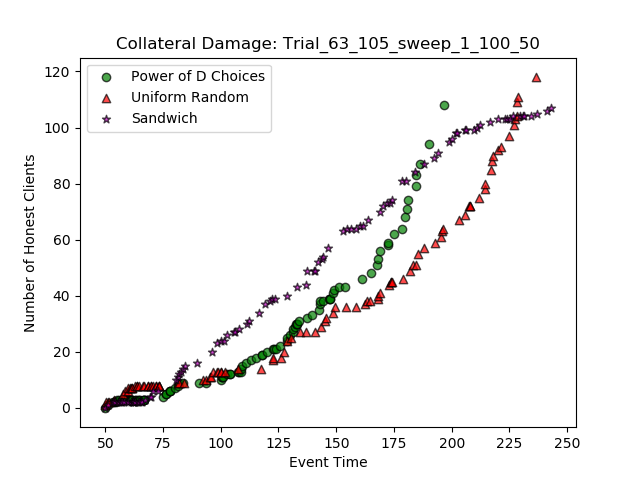 Collateral Damage: Trial_63_105_sweep_1_100_50
120
100
80
60
40
20
0
Number of Honest Clients
Power of D Choices
Uniform Random
Sandwich
50 75 100 125 150 175 200 225 250
Event Time